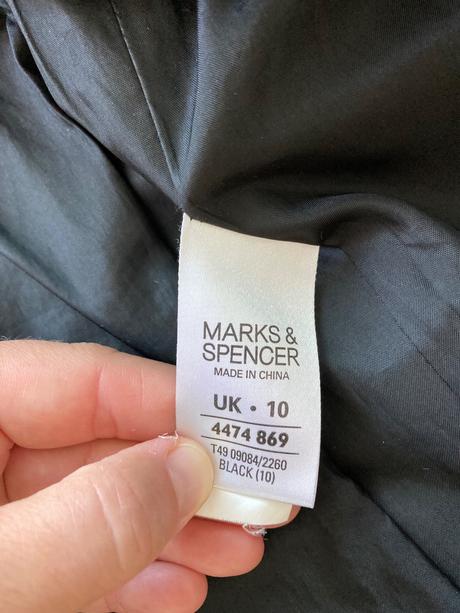 MARKS &
SPENCER
MADE IN CHINA
UK • 10
4474 869
T49 09084/2260
BLACK (10)